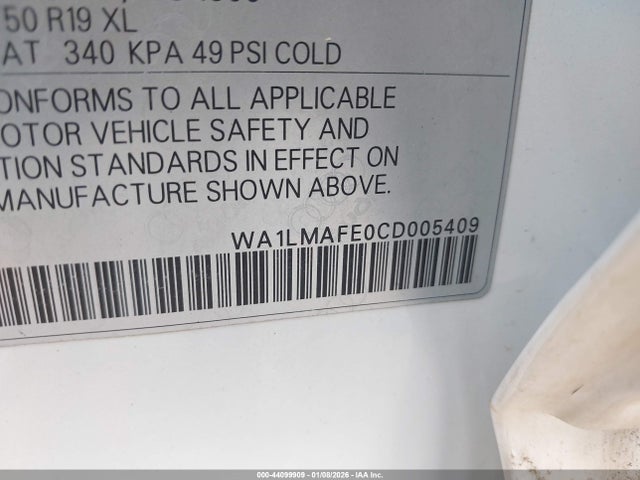 50 R19 XL
AT 340 KPA 49 PSI COLD
ONFORMS TO ALL APPLICABLE
OTOR VEHICLE SAFETY AND
TION STANDARDS IN EFFECT ON
MANUFACTURE SHOWN ABOVE.
WA1LMAFE0CD005409
000-44099909 - 01/08/2026 - IAA Inc.